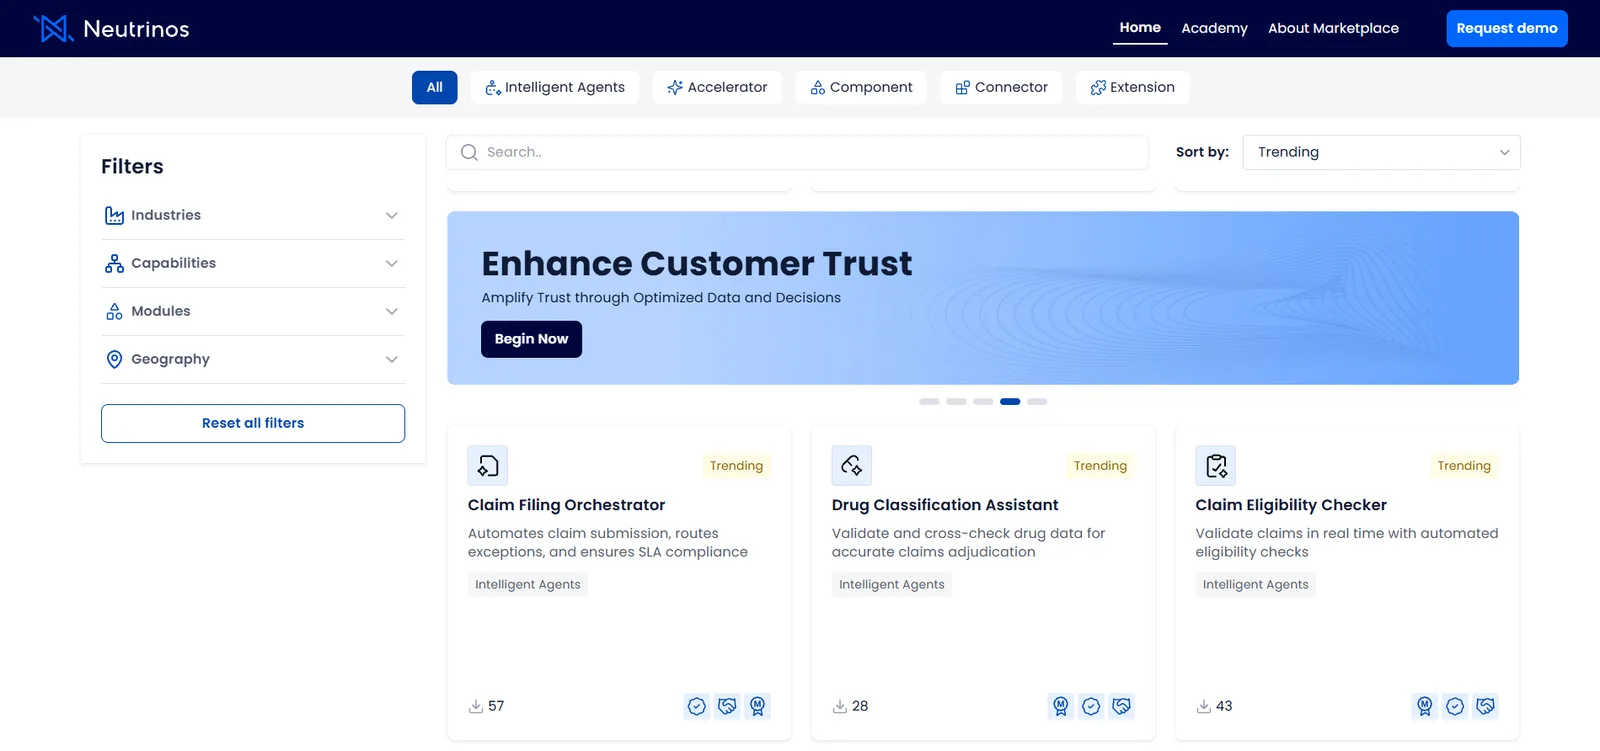 Neutrinos
Home
Academy
About Marketplace
Request demo
All
Intelligent Agents
Accelerator
Component
Connector
Extension
Filters
Industries
Capabilities
Modules
Geography
Reset all filters
Search..
Sort by:
Trending
Enhance Customer Trust
Amplify Trust through Optimized Data and Decisions
Begin Now
Trending
Claim Filing Orchestrator
Automates claim submission, routes
exceptions, and ensures SLA compliance
Intelligent Agents
57
M
Trending
Drug Classification Assistant
Validate and cross-check drug data for
accurate claims adjudication
Intelligent Agents
28
M
Trending
Claim Eligibility Checker
Validate claims in real time with automated
eligibility checks
Intelligent Agents
43
M